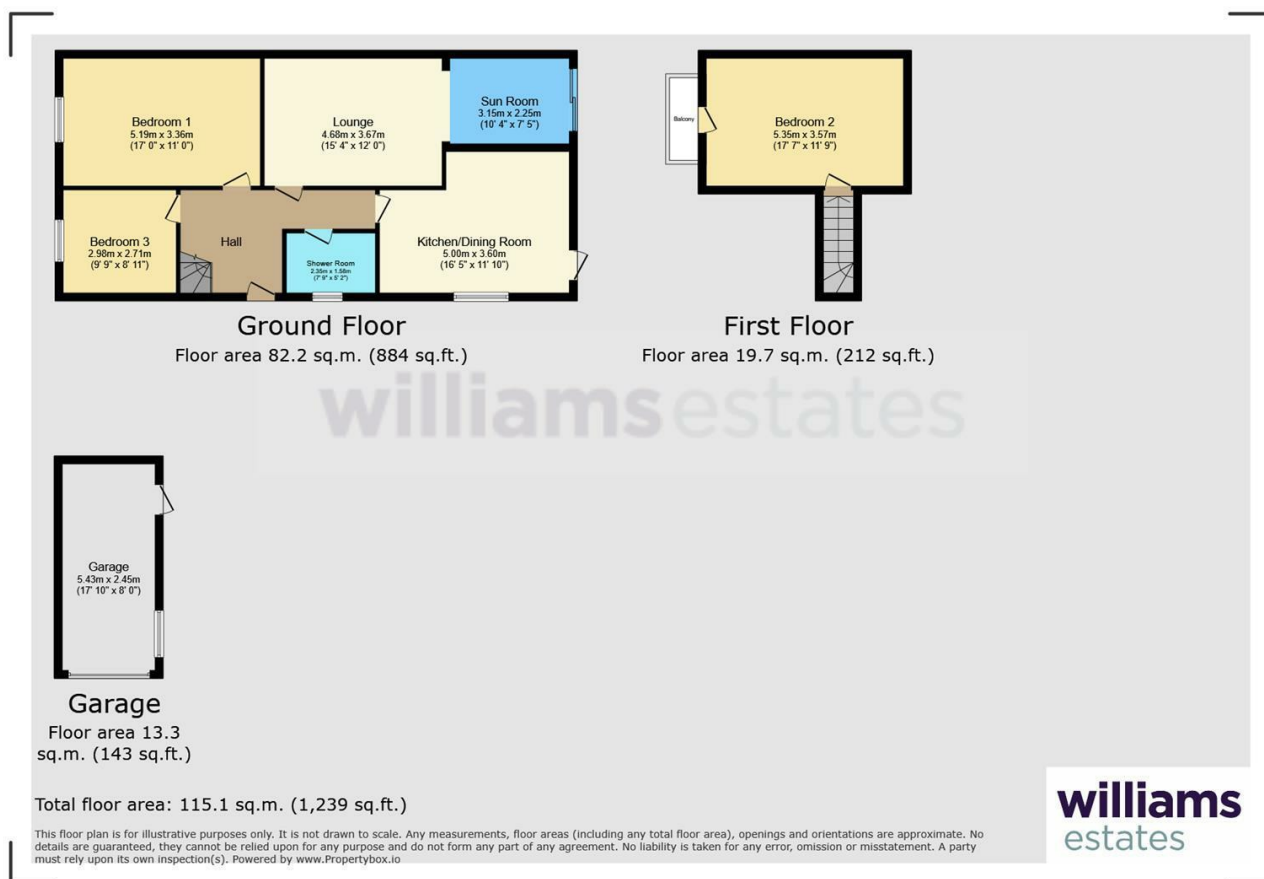 Bedroom 1
5.19m x 3.36m
(17' 0" x 11' 0")
Lounge
4.68m x 3.67m
(15' 4" x 12' 0")
Sun Room
3.15m x 2.25m
(10' 4" x 7' 5")
Bedroom 3
2.98m x 2.71m
(9' 9" x 8' 11")
Hall
Shower Room
2.35m x 1.58m
(7' 9" x 5' 2")
Kitchen/Dining Room
5.00m x 3.60m
(16' 5" x 11' 10")
Ground Floor
Floor area 82.2 sq.m. (884 sq.ft.)
Balcony
Bedroom 2
5.35m x 3.57m
(17' 7" x 11' 9")
First Floor
Floor area 19.7 sq.m. (212 sq.ft.)
williamsestates
Garage
5.43m x 2.45m
(17' 10" x 8' 0")
Garage
Floor area 13.3
sq.m. (143 sq.ft.)
Total floor area: 115.1 sq.m. (1,239 sq.ft.)
This floor plan is for illustrative purposes only. It is not drawn to scale. Any measurements, floor areas (including any total floor area), openings and orientations are approximate. No
details are guaranteed, they cannot be relied upon for any purpose and do not form any part of any agreement. No liability is taken for any error, omission or misstatement. A party
must rely upon its own inspection(s). Powered by www.Propertybox.io
williams
estates